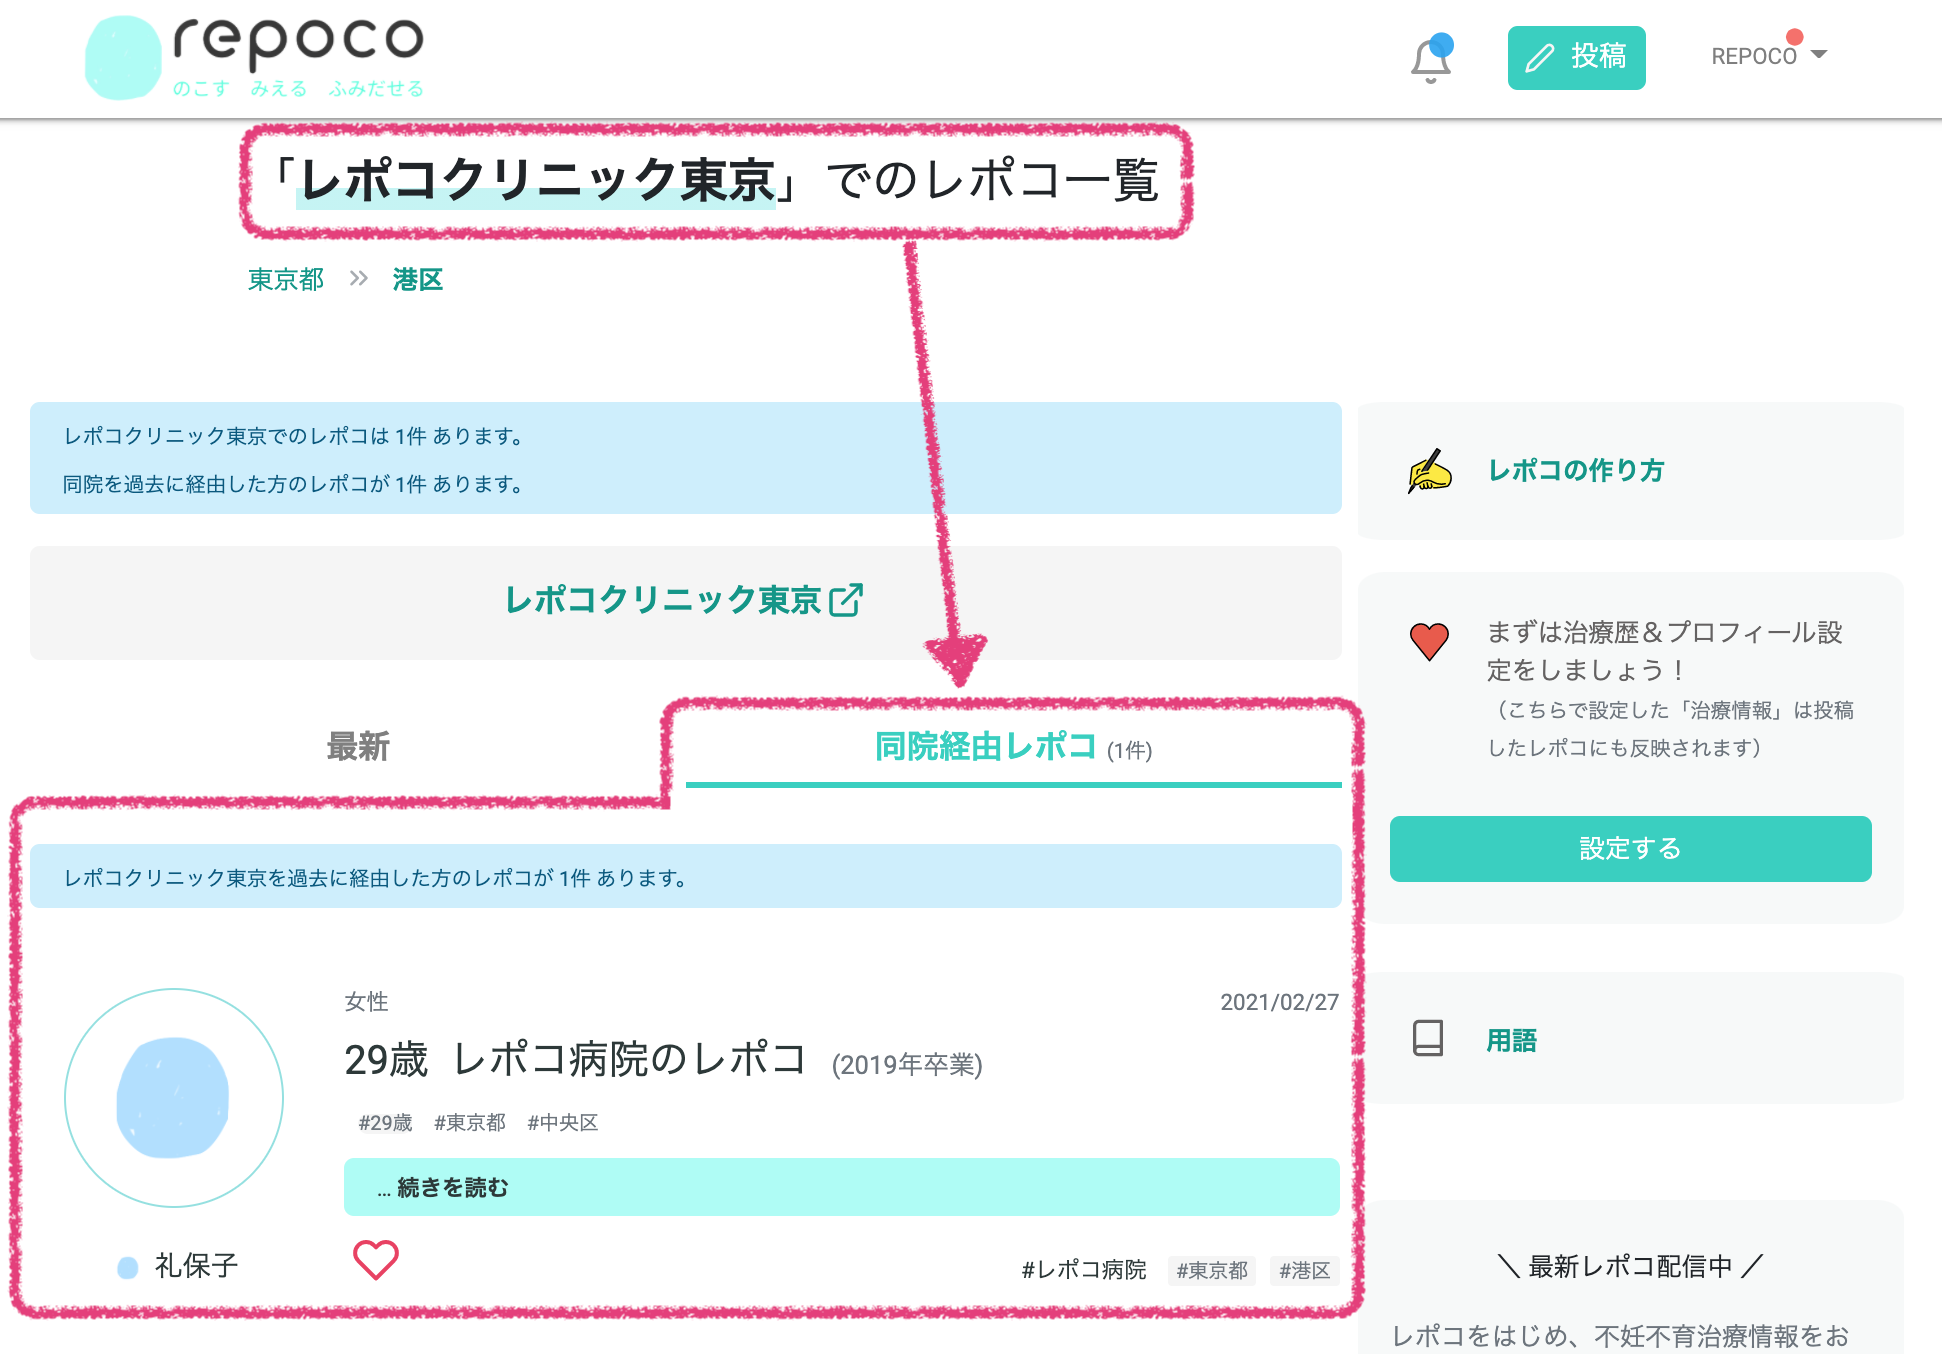 repoco
のこす みえる ふみだせる
投稿
REPOCO
「レポコクリニック東京」でのレポコ一覧
東京都 » 港区
レポコクリニック東京でのレポコは 1件 あります。
同院を過去に経由した方のレポコが 1件 あります。
レポコクリニック東京
最新
同院経由レポコ (1件)
レポコクリニック東京を過去に経由した方のレポコが 1件 あります。
女性
2021/02/27
29歳 レポコ病院のレポコ (2019年卒業)
#29歳 #東京都 #中央区
... 続きを読む
礼保子
#レポコ病院 #東京都 #港区
レポコの作り方
まずは治療歴＆プロフィール設
定をしましょう！
（こちらで設定した「治療情報」は投稿
したレポコにも反映されます）
設定する
用語
＼ 最新レポコ配信中 ／
レポコをはじめ、不妊不育治療情報をお